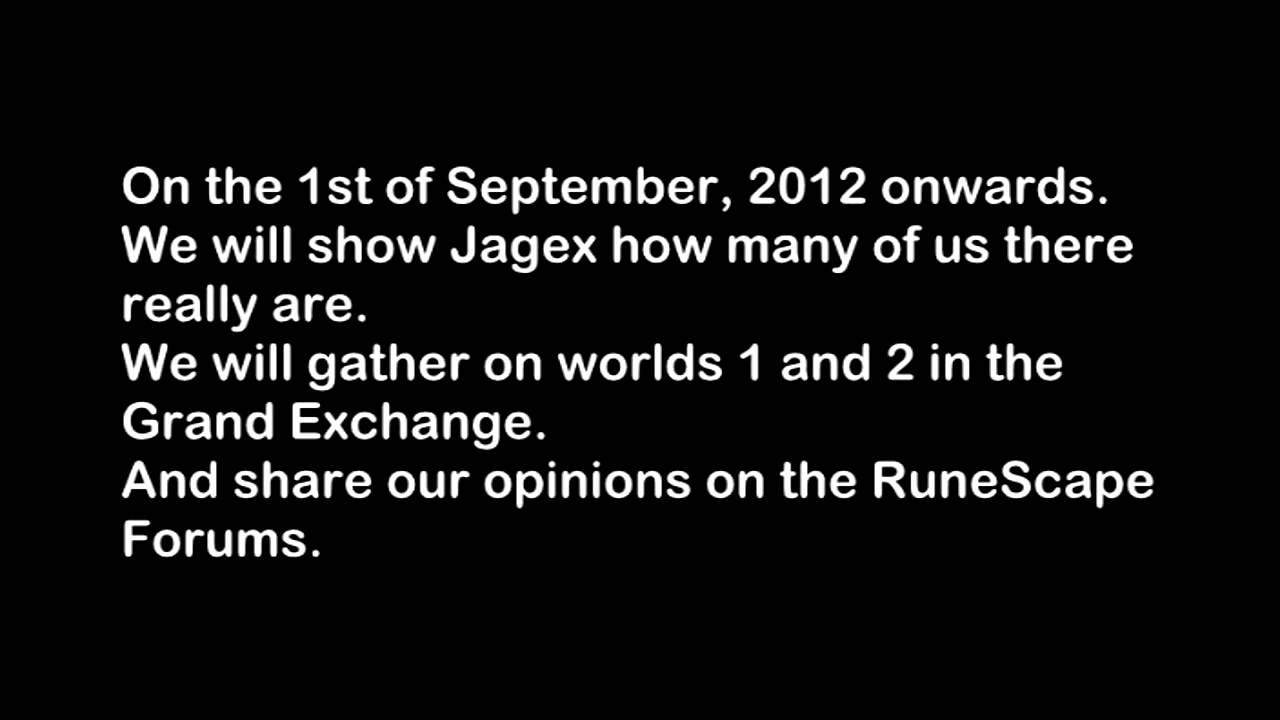 On the 1st of September, 2012 onwards.
We will show Jagex how many of us there
really are.
We will gather on worlds 1 and 2 in the
Grand Exchange.
And share our opinions on the RuneScape
Forums.